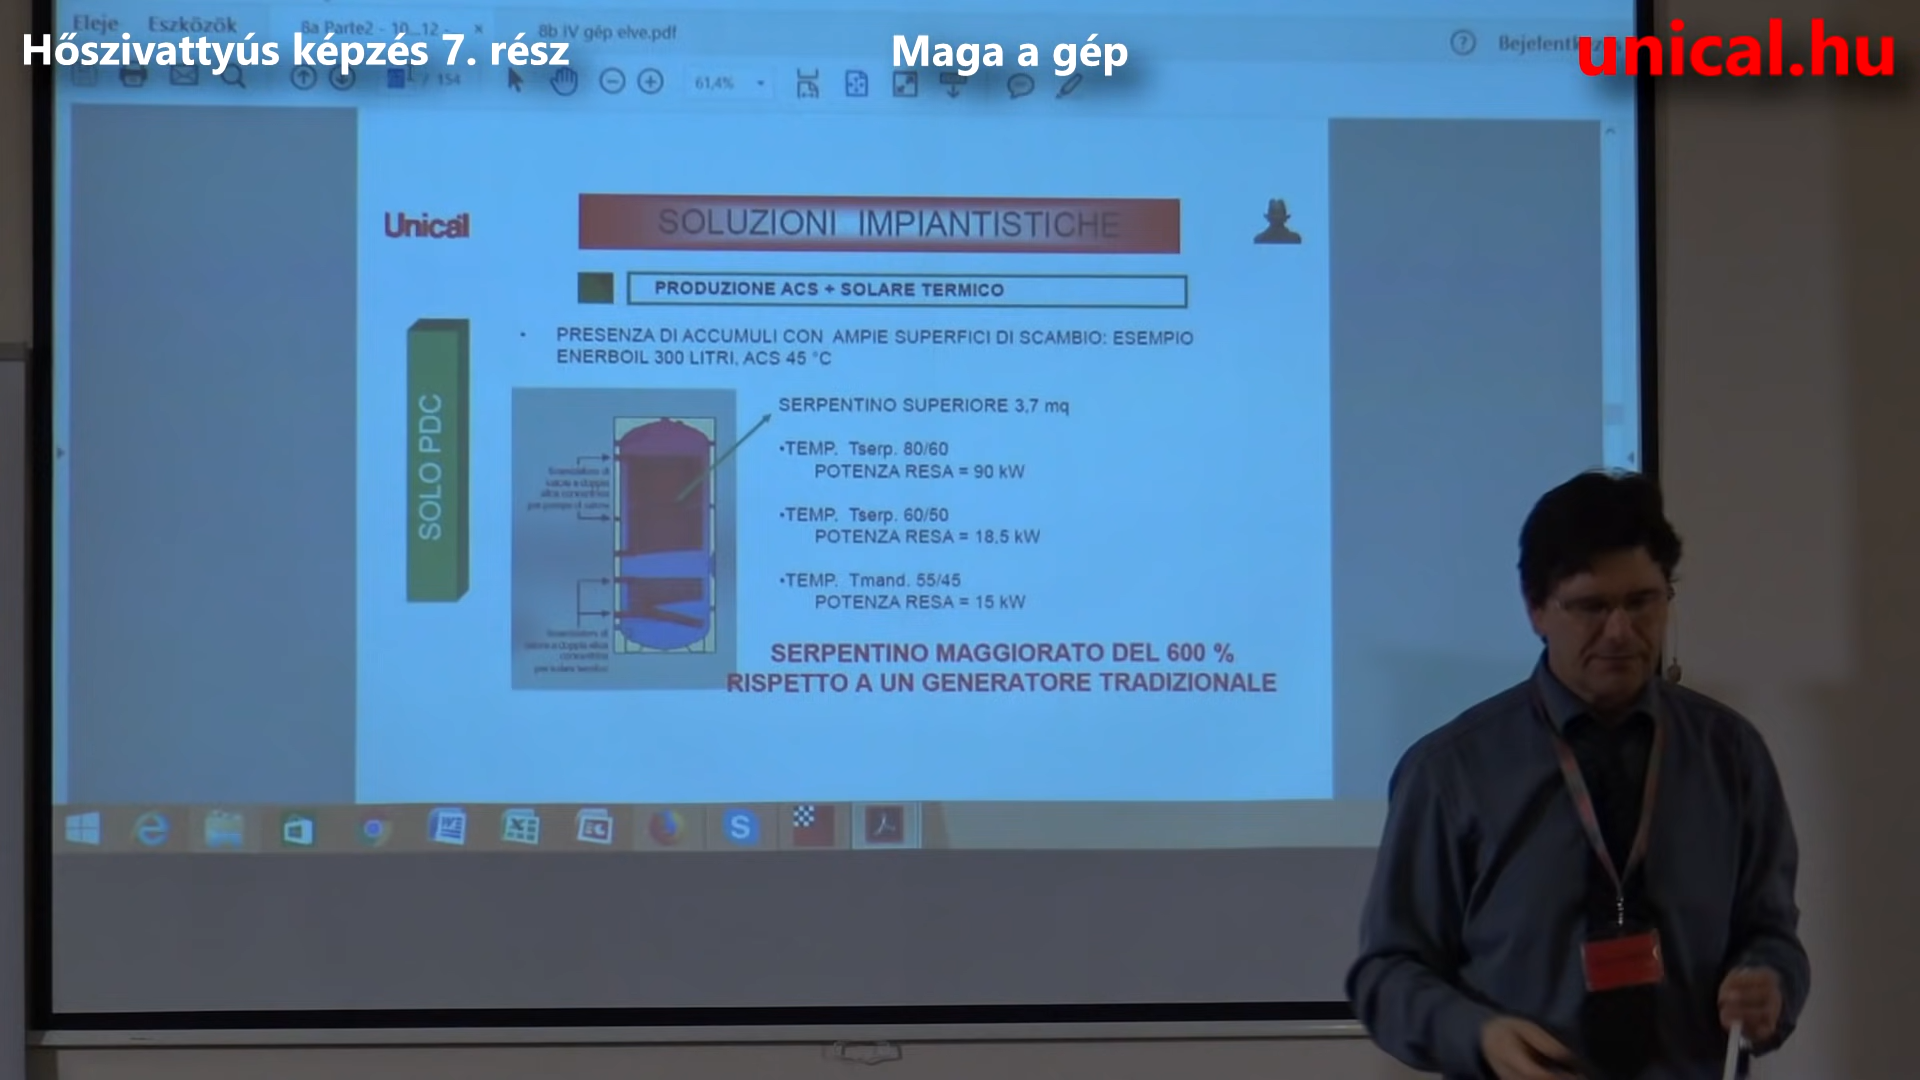 Eleje Eszközök
8a Parte2 - 10_12 -
8b IV gép elve.pdf
Hőszivattyús képzés 7. rész
Maga a gép
unical.hu
/ 154
61,4%
Unical
SOLUZIONI IMPIANTISTICHE
PRODUZIONE ACS + SOLARE TERMICO
• PRESENZA DI ACCUMULI CON AMPIE SUPERFICI DI SCAMBIO: ESEMPIO
ENERBOIL 300 LITRI, ACS 45 °C
SOLO PDC
SERPENTINO SUPERIORE 3,7 mq
•TEMP. Tserp. 80/60
POTENZA RESA = 90 kW
•TEMP. Tserp. 60/50
POTENZA RESA = 18,5 kW
•TEMP. Tmand. 55/45
POTENZA RESA = 15 kW
SERPENTINO MAGGIORATO DEL 600 %
RISPETTO A UN GENERATORE TRADIZIONALE